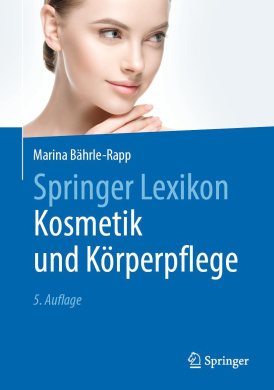 Marina Bährle-Rapp
Springer Lexikon
Kosmetik
und Körperpflege
5. Auflage
Springer